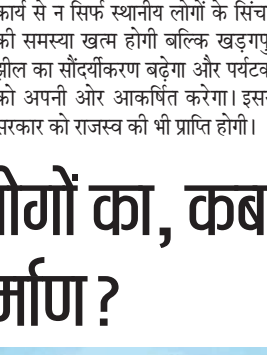 कार्य से न सिर्फ स्थानीय लोगों के सिंच
की समस्या खत्म होगी बल्कि खड़गपु
झील का सौंदर्यीकरण बढ़ेगा और पर्यटक
को अपनी ओर आकर्षित करेगा। इस
सरकार को राजस्व की भी प्राप्ति होगी।
ोगों का, कब
र्माण?